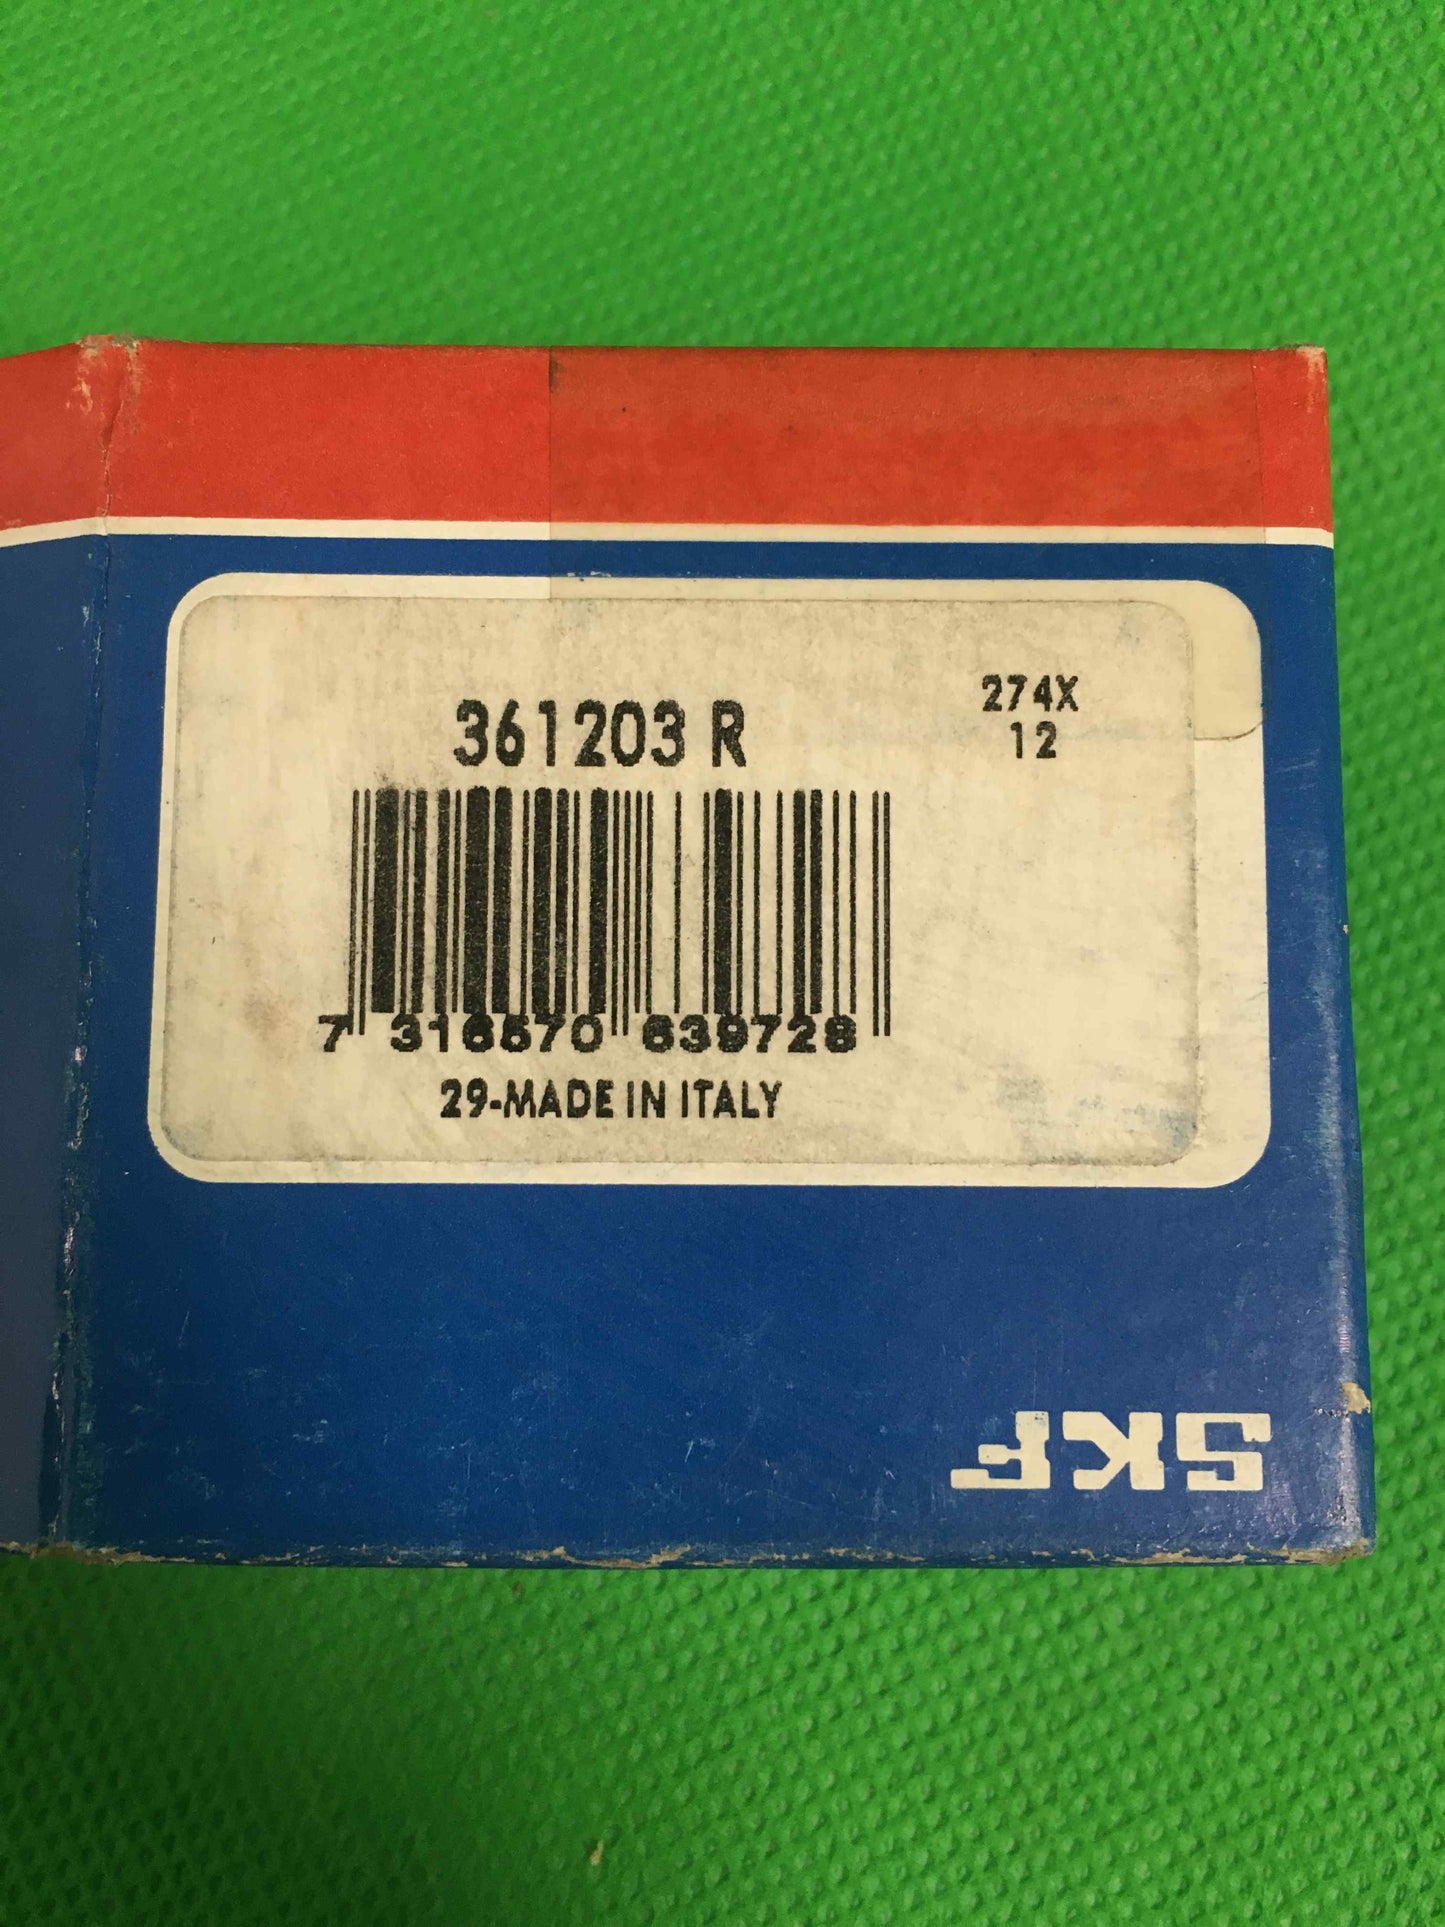 361203 R
274X
12
7 316570 639728
29-MADE IN ITALY
SKF